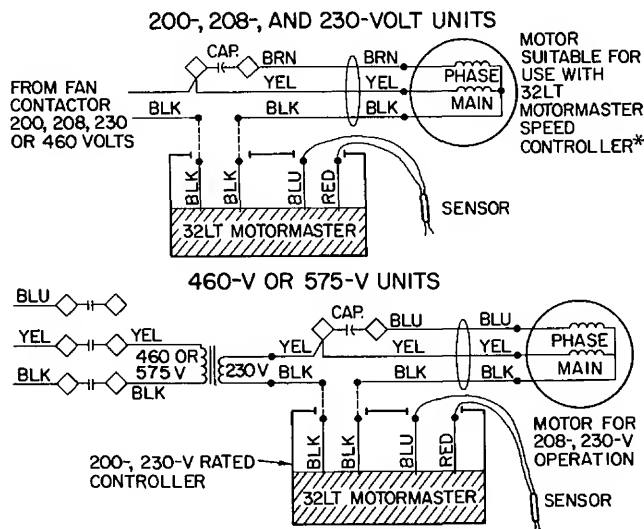 200-, 208-, AND 230-VOLT UNITS
CAP.
BRN
BRN
YEL
YEL
BLK
BLK
BLK
FROM FAN
CONTACTOR
200, 208, 230
OR 460 VOLTS
PHASE
MAIN
MOTOR
SUITABLE FOR
USE WITH
32LT
MOTORMASTER
SPEED
CONTROLLER*
BLK
BLK
BLU
RED
SENSOR
32LT MOTORMASTER
460-V OR 575-V UNITS
BLU
YEL
YEL
BLK
BLK
460 OR
575 V
230 V
CAP.
BLU
BLU
YEL
YEL
YEL
BLK
BLK
BLK
PHASE
MAIN
MOTOR FOR
208-, 230-V
OPERATION
200-, 230-V RATED
CONTROLLER
BLK
BLK
BLU
RED
32LT MOTORMASTER
SENSOR